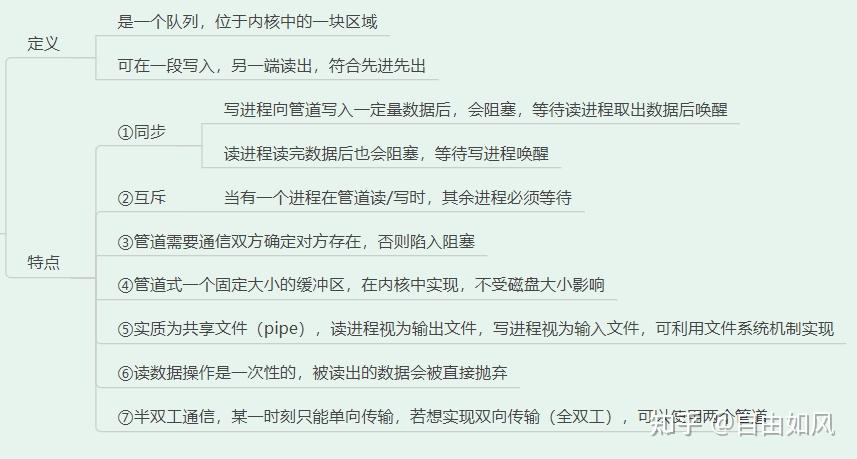 定义
是一个队列，位于内核中的一块区域
可在一段写入，另一端读出，符合先进先出
特点
①同步
写进程向管道写入一定量数据后，会阻塞，等待读进程取出数据后唤醒
读进程读完数据后也会阻塞，等待写进程唤醒
②互斥
当有一个进程在管道读/写时，其余进程必须等待
③管道需要通信双方确定对方存在，否则陷入阻塞
④管道式一个固定大小的缓冲区，在内核中实现，不受磁盘大小影响
⑤实质为共享文件（pipe），读进程视为输出文件，写进程视为输入文件，可利用文件系统机制实现
⑥读数据操作是一次性的，被读出的数据会被直接抛弃
⑦半双工通信，某一时刻只能单向传输，若想实现双向传输（全双工），可以使用两个管道
知乎 @自由如风